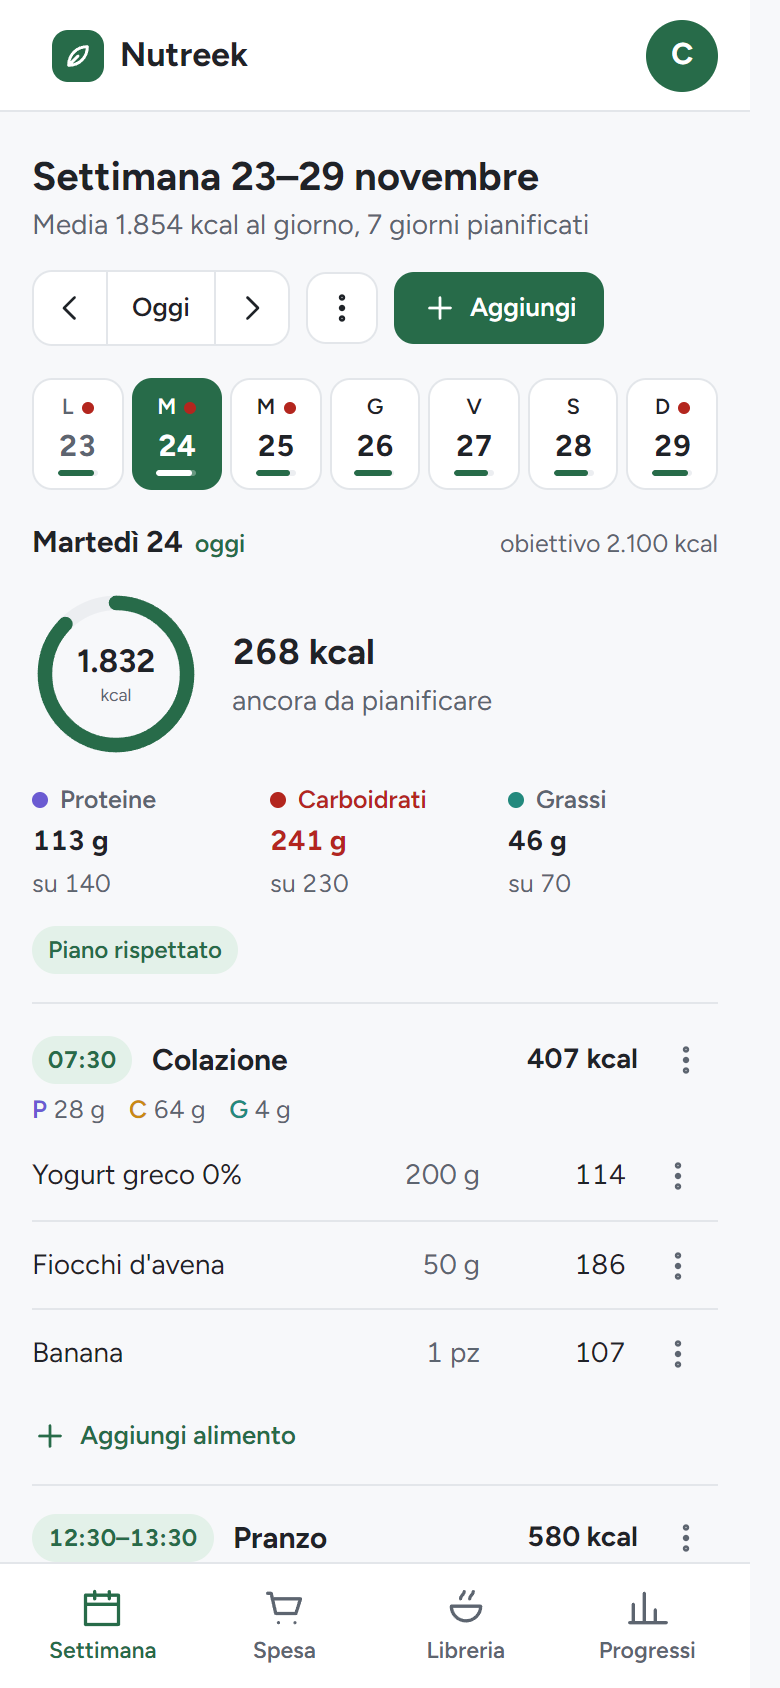 Nutreek
C
Settimana 23–29 novembre
Media 1.854 kcal al giorno, 7 giorni pianificati
Oggi
Aggiungi
L M M G V S D
23 24 25 26 27 28 29
Martedì 24 oggi obiettivo 2.100 kcal
1.832
kcal
268 kcal
ancora da pianificare
Proteine Carboidrati Grassi
113 g 241 g 46 g
su 140 su 230 su 70
Piano rispettato
07:30 Colazione 407 kcal
P 28 g C 64 g G 4 g
Yogurt greco 0% 200 g 114
Fiocchi d'avena 50 g 186
Banana 1 pz 107
Aggiungi alimento
12:30–13:30 Pranzo 580 kcal
Settimana Spesa Libreria Progressi